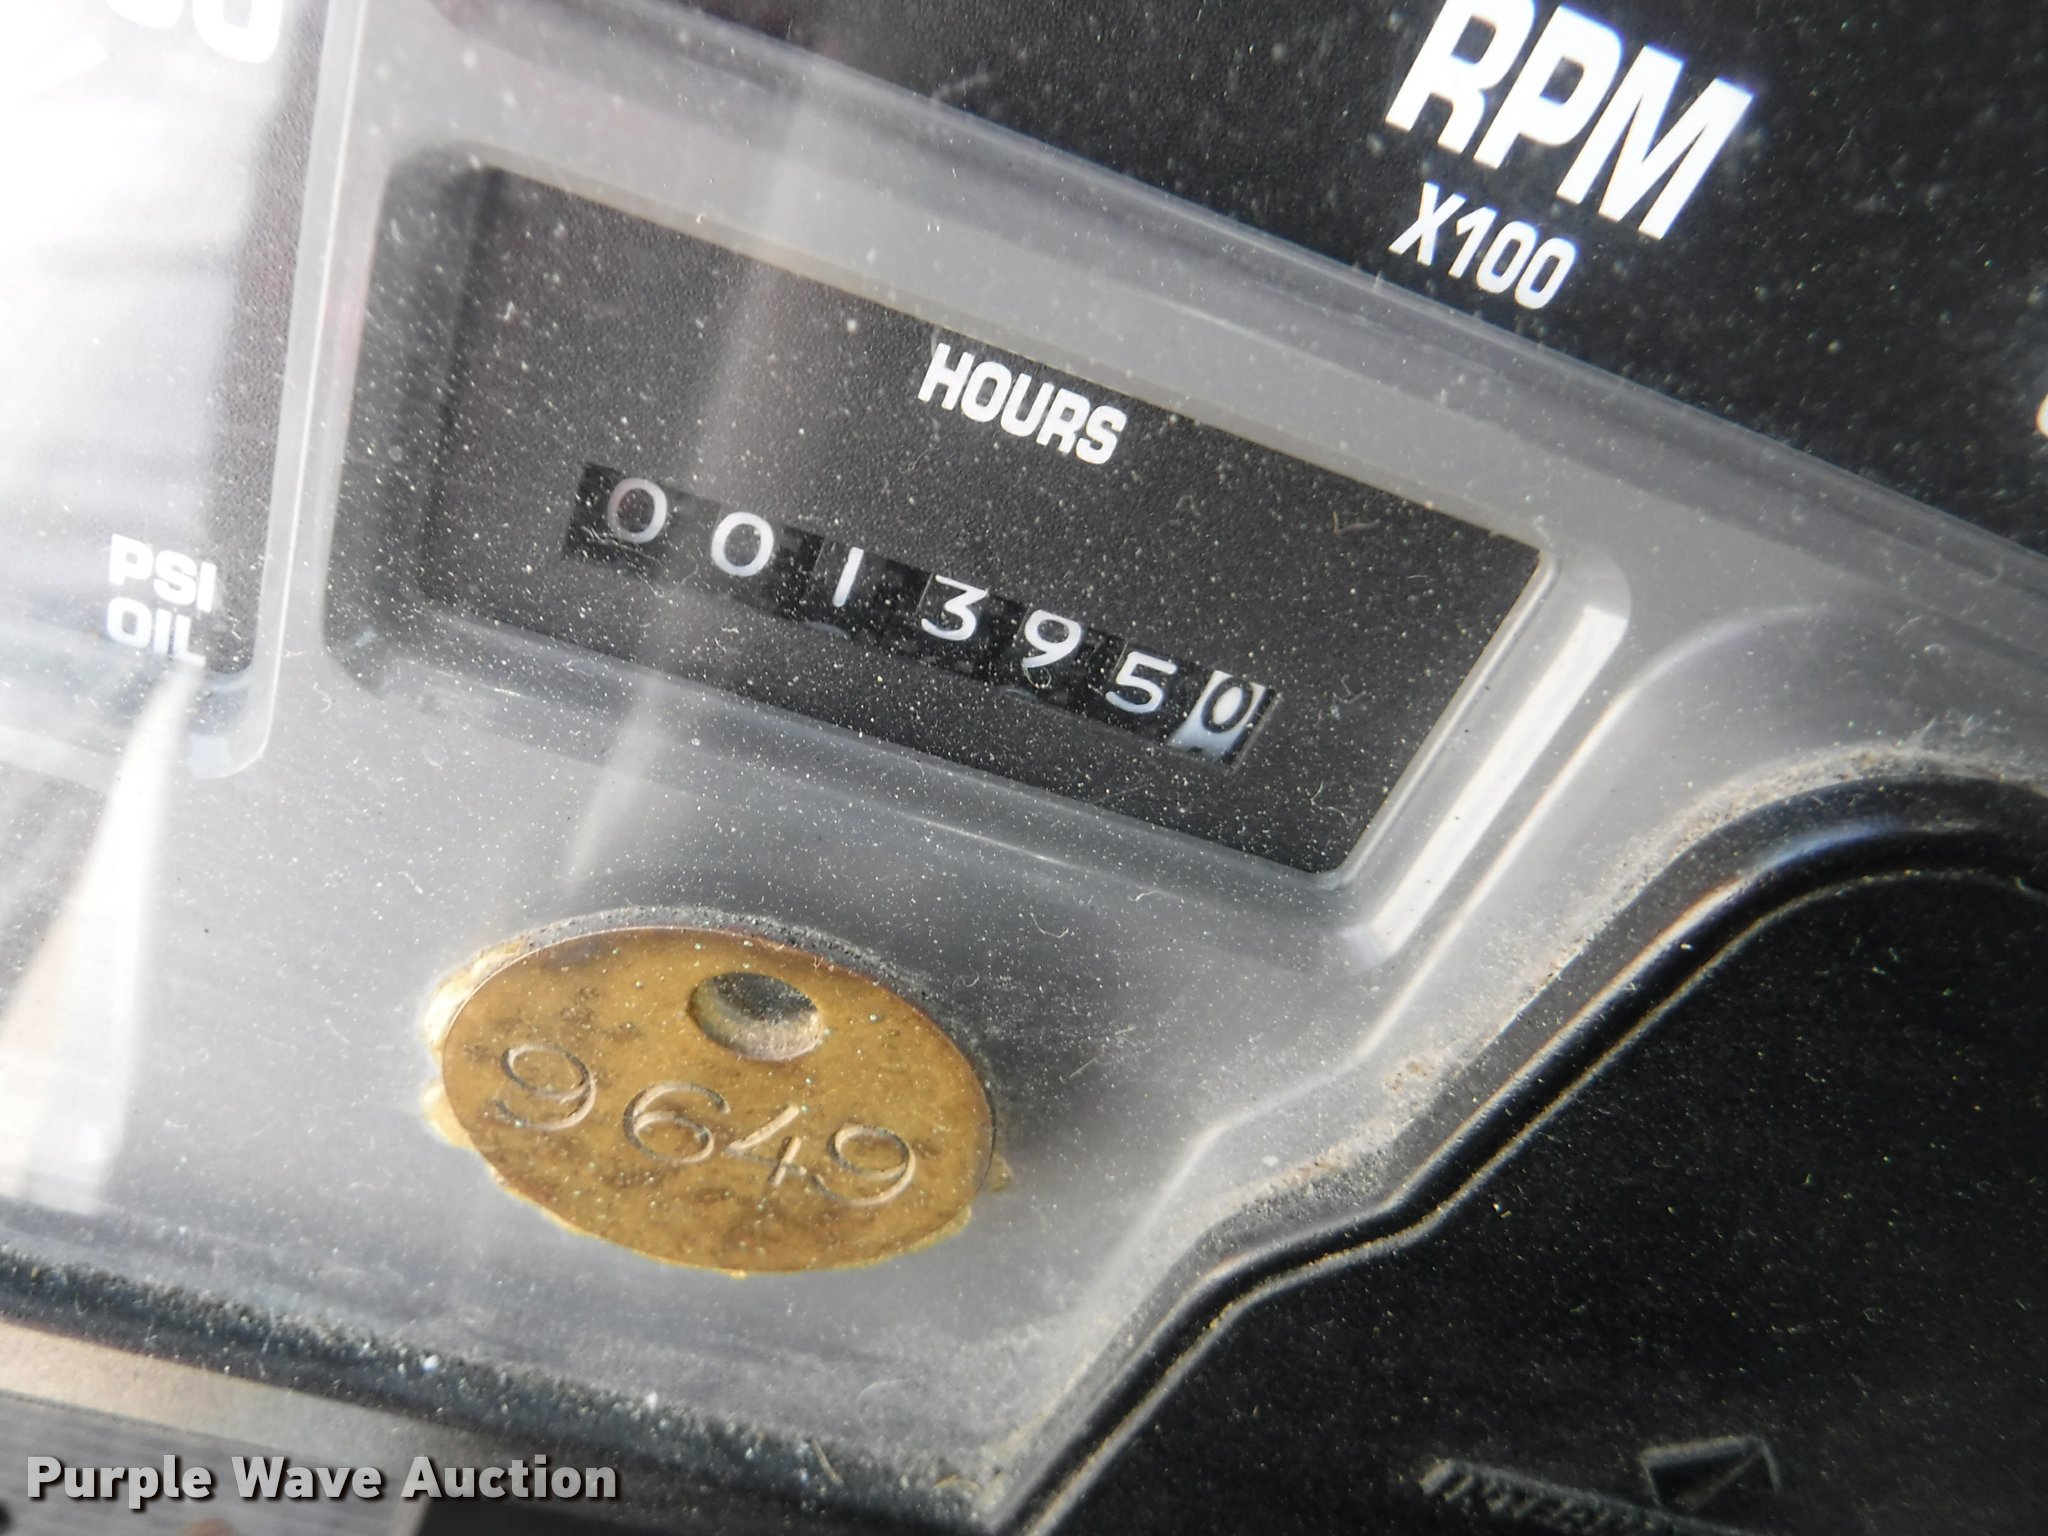 RPM
X100
HOURS
0013950
PSI
OIL
9649
Purple Wave Auction